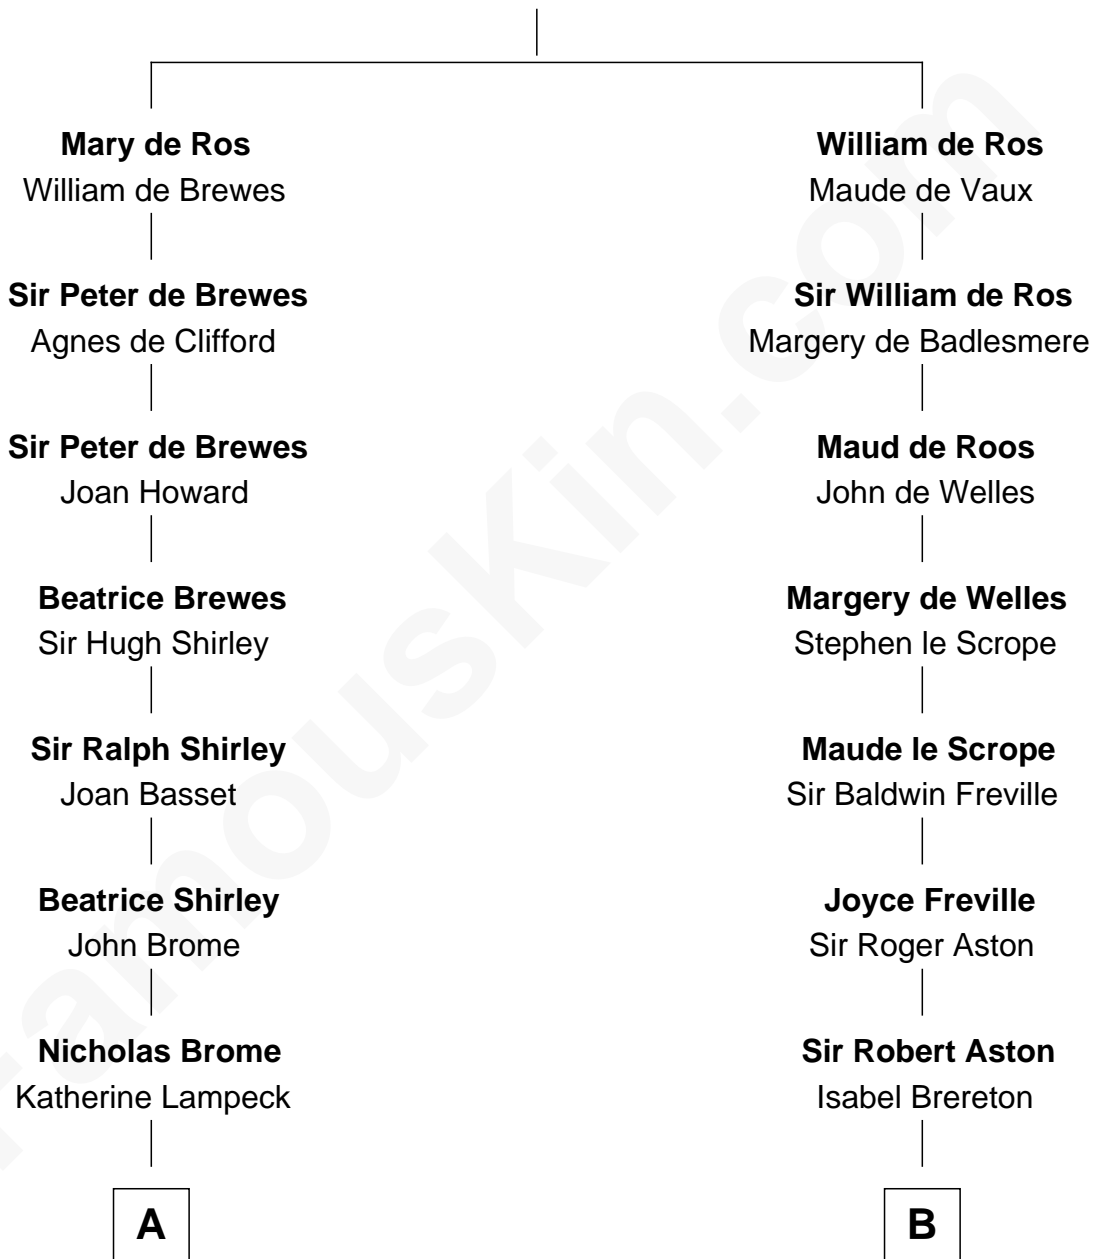 Mary de Ros
William de Brewes
Sir Peter de Brewes
Agnes de Clifford
Sir Peter de Brewes
Joan Howard
Beatrice Brewes
Sir Hugh Shirley
Sir Ralph Shirley
Joan Basset
Beatrice Shirley
John Brome
Nicholas Brome
Katherine Lampeck
A
William de Ros
Maude de Vaux
Sir William de Ros
Margery de Badlesmere
Maud de Roos
John de Welles
Margery de Welles
Stephen le Scrope
Maude le Scrope
Sir Baldwin Freville
Joyce Freville
Sir Roger Aston
Sir Robert Aston
Isabel Brereton
B
FamousKin.com